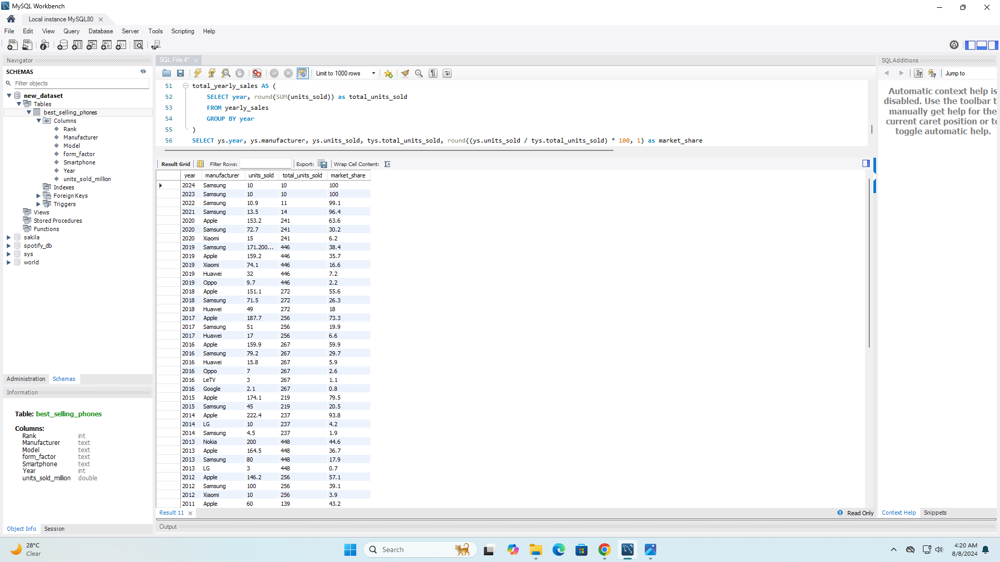 MySQL Workbench
Local instance MySQL80
File Edit View Query Database Server Tools Scripting Help
Navigator
SCHEMAS
Filter objects
new_dataset
Tables
best_selling_phones
Columns
Rank
Manufacturer
Model
form_factor
Smartphone
Year
units_sold_million
Indexes
Foreign Keys
Triggers
Views
Stored Procedures
Functions
sakila
spotify_db
sys
world
Administration Schemas
Information
Table: best_selling_phones
Columns:
Rank int
Manufacturer text
Model text
form_factor text
Smartphone text
Year int
units_sold_million double
Object Info Session
SQL File 4*
Limit to 1000 rows
51 total_yearly_sales AS (
52 SELECT year, round(SUM(units_sold)) as total_units_sold
53 FROM yearly_sales
54 GROUP BY year
55 )
56 SELECT ys.year, ys.manufacturer, ys.units_sold, tys.total_units_sold, round((ys.units_sold / tys.total_units_sold) * 100, 1) as market_share
Result Grid Filter Rows: Export: Wrap Cell Content:
year manufacturer units_sold total_units_sold market_share
2024 Samsung 10 10 100
2023 Samsung 10 10 100
2022 Samsung 10.9 11 99.1
2021 Samsung 13.5 14 96.4
2020 Apple 153.2 241 63.6
2020 Samsung 72.7 241 30.2
2020 Xiaomi 15 241 6.2
2019 Samsung 171.200... 446 38.4
2019 Apple 159.2 446 35.7
2019 Xiaomi 74.1 446 16.6
2019 Huawei 32 446 7.2
2019 Oppo 9.7 446 2.2
2018 Apple 151.1 272 55.6
2018 Samsung 71.5 272 26.3
2018 Huawei 49 272 18
2017 Apple 187.7 256 73.3
2017 Samsung 51 256 19.9
2017 Huawei 17 256 6.6
2016 Apple 159.9 267 59.9
2016 Samsung 79.2 267 29.7
2016 Huawei 15.8 267 5.9
2016 Oppo 7 267 2.6
2016 LeTV 3 267 1.1
2016 Google 2.1 267 0.8
2015 Apple 174.1 219 79.5
2015 Samsung 45 219 20.5
2014 Apple 222.4 237 93.8
2014 LG 10 237 4.2
2014 Samsung 4.5 237 1.9
2013 Nokia 200 448 44.6
2013 Apple 164.5 448 36.7
2013 Samsung 80 448 17.9
2013 LG 3 448 0.7
2012 Apple 146.2 256 57.1
2012 Samsung 100 256 39.1
2012 Xiaomi 10 256 3.9
2011 Apple 60 139 43.2
Result 11
Read Only
Output
SQLAdditions
Jump to
Automatic context help is
disabled. Use the toolbar t
manually get help for the
current caret position or to
toggle automatic help.
Context Help Snippets
28°C
Clear
Search
4:20 AM
8/8/2024